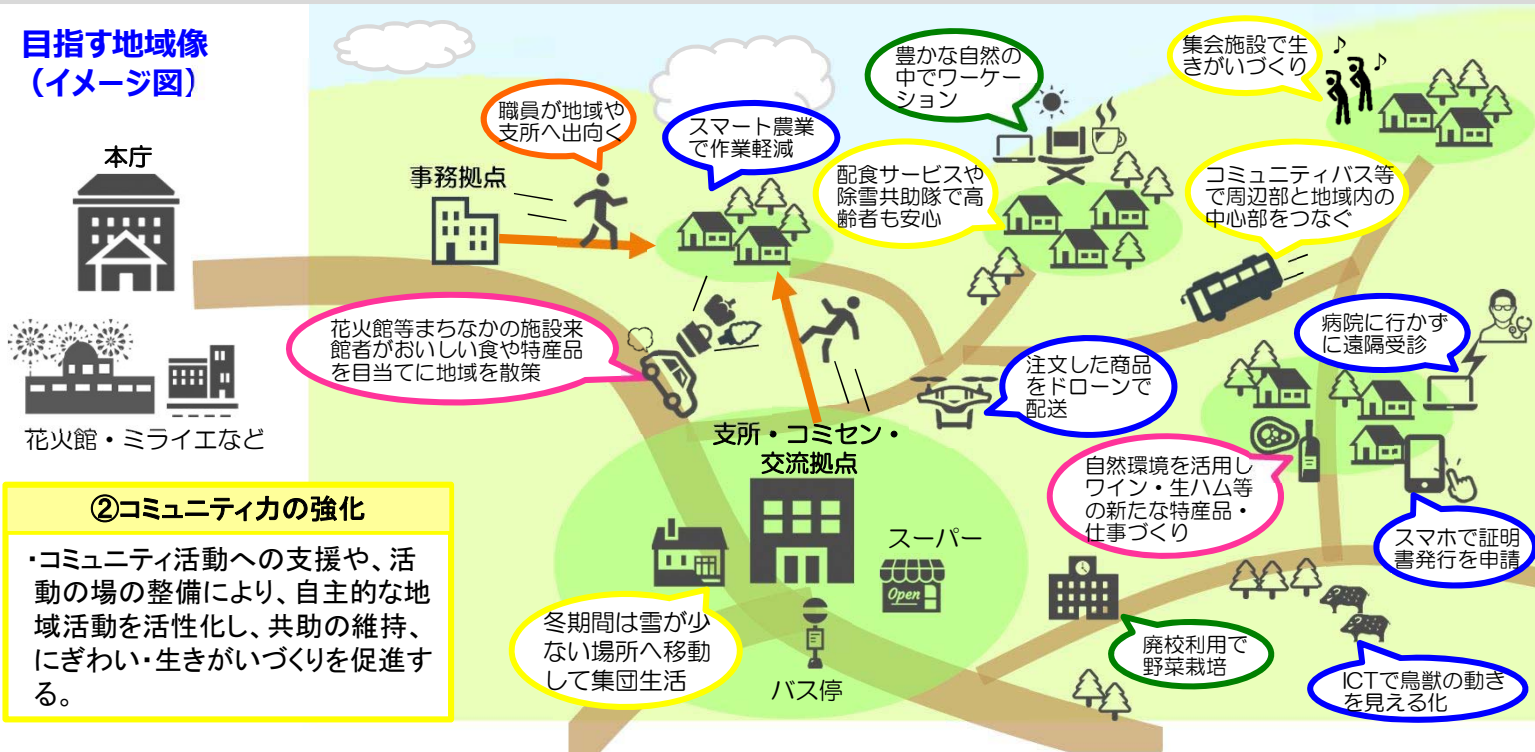 目指す地域像
（イメージ図）
本庁
花火館・ミライエなど
②コミュニティ力の強化
・コミュニティ活動への支援や、活
動の場の整備により、自主的な地
域活動を活性化し、共助の維持、
にぎわい・生きがいづくりを促進す
る。
事務拠点
職員が地域や
支所へ出向く
スマート農業
で作業軽減
豊かな自然の
中でワーケー
ション
集会施設で生
きがいづくり
配食サービスや
除雪共助隊で高
齢者も安心
コミュニティバス等
で周辺部と地域内の
中心部をつなぐ
花火館等まちなかの施設来
館者がおいしい食や特産品
を目当てに地域を散策
注文した商品
をドローンで
配送
病院に行かず
に遠隔受診
支所・コミセン・
交流拠点
スーパー
Open
バス停
冬期間は雪が少
ない場所へ移動
して集団生活
自然環境を活用し
ワイン・生ハム等
の新たな特産品・
仕事づくり
スマホで証明
書発行を申請
廃校利用で
野菜栽培
ICTで鳥獣の動き
を見える化